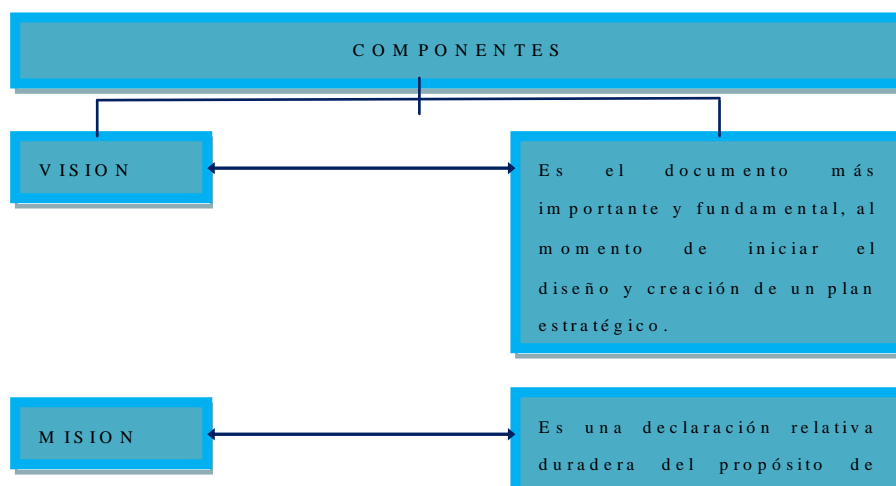 COMPONENTES
VISION
Es el documento más
importante y fundamental, al
momento de iniciar el
diseño y creación de un plan
estratégico.
MISION
Es una declaración relativa
duradera del propósito de